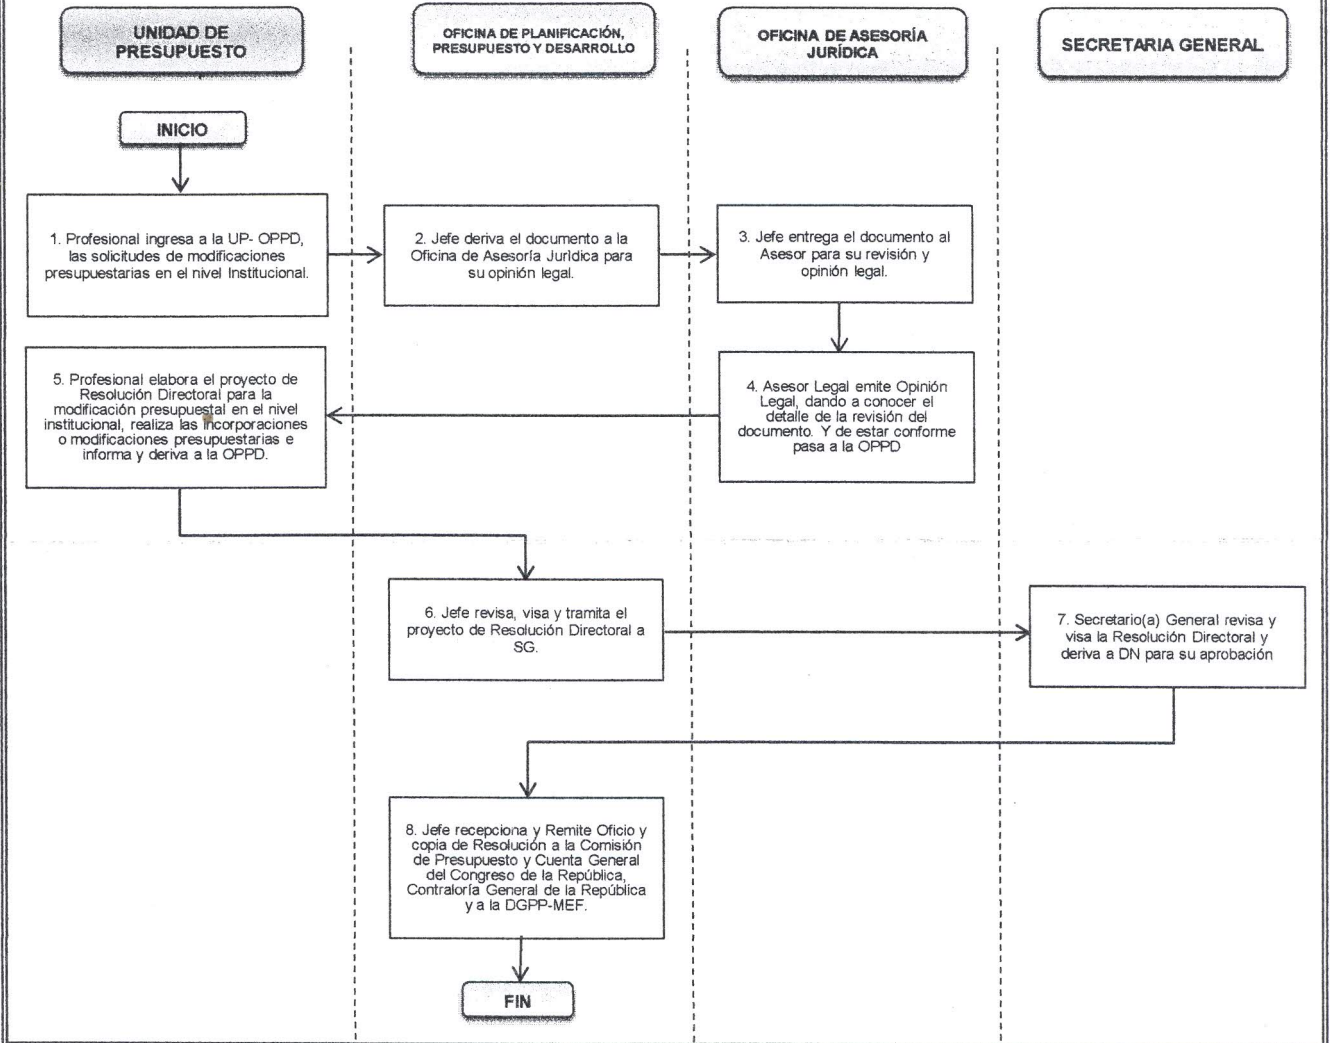 UNIDAD DE
PRESUPUESTO
OFICINA DE PLANIFICACIÓN,
PRESUPUESTO Y DESARROLLO
OFICINA DE ASESORÍA
JURÍDICA
SECRETARIA GENERAL
INICIO
1. Profesional ingresa a la UP- OPPD,
las solicitudes de modificaciones
presupuestarias en el nivel Institucional.
2. Jefe deriva el documento a la
Oficina de Asesoría Jurídica para
su opinión legal.
3. Jefe entrega el documento al
Asesor para su revisión y
opinión legal.
4. Asesor Legal emite Opinión
Legal, dando a conocer el
detalle de la revisión del
documento. Y de estar conforme
pasa a la OPPD
5. Profesional elabora el proyecto de
Resolución Directoral para la
modificación presupuestal en el nivel
institucional, realiza las incorporaciones
o modificaciones presupuestarias e
informa y deriva a la OPPD.
6. Jefe revisa, visa y tramita el
proyecto de Resolución Directoral a
SG.
7. Secretario(a) General revisa y
visa la Resolución Directoral y
deriva a DN para su aprobación
8. Jefe recepciona y Remite Oficio y
copia de Resolución a la Comisión
de Presupuesto y Cuenta General
del Congreso de la República,
Contraloría General de la República
y a la DGPP-MEF.
FIN